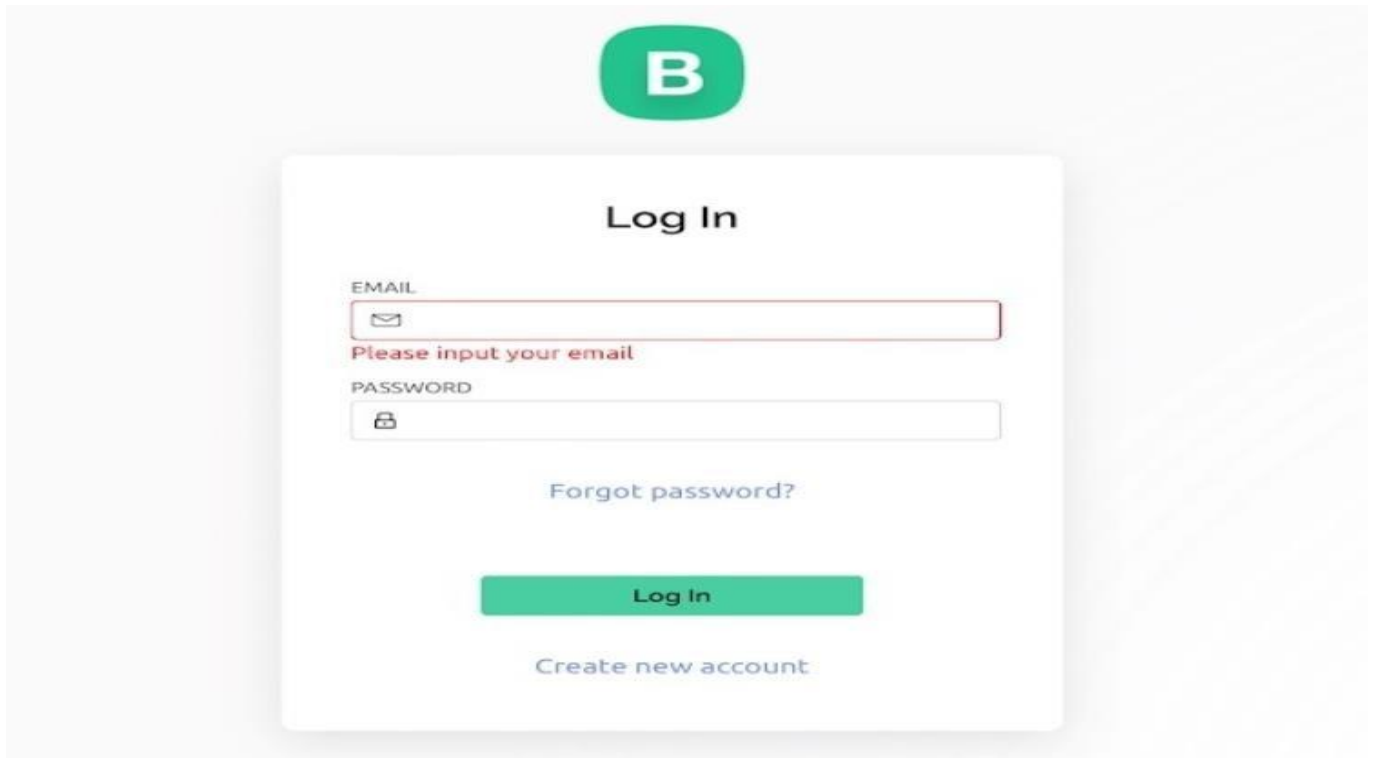 B
Log In
EMAIL
Please input your email
PASSWORD
Forgot password?
Log In
Create new account